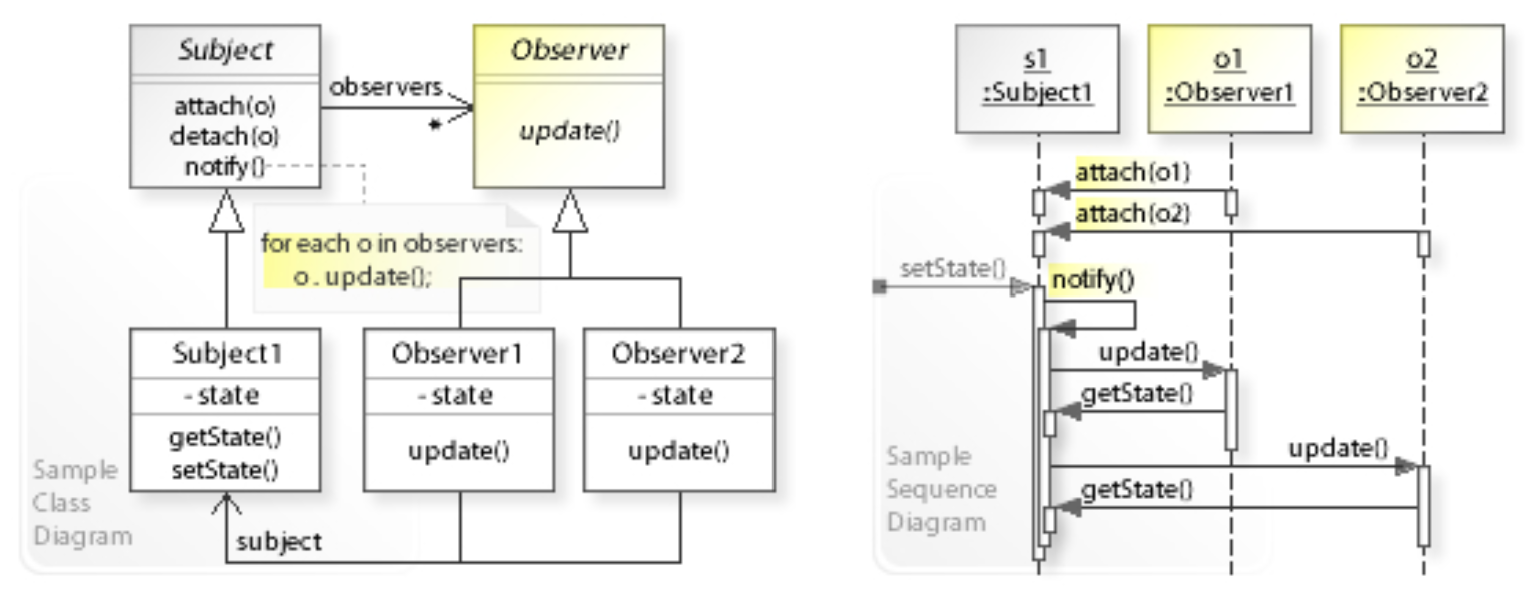 Subject
attach(o)
detach(o)
notify()
observers
*
Observer
update()
for each o in observers:
o. update();
Subject1
- state
getState()
setState()
Observer1
- state
update()
Observer2
- state
update()
subject
Sample
Class
Diagram
s1
:Subject1
o1
:Observer1
o2
:Observer2
attach(o1)
attach(o2)
setState()
notify()
update()
getState()
update()
getState()
Sample
Sequence
Diagram